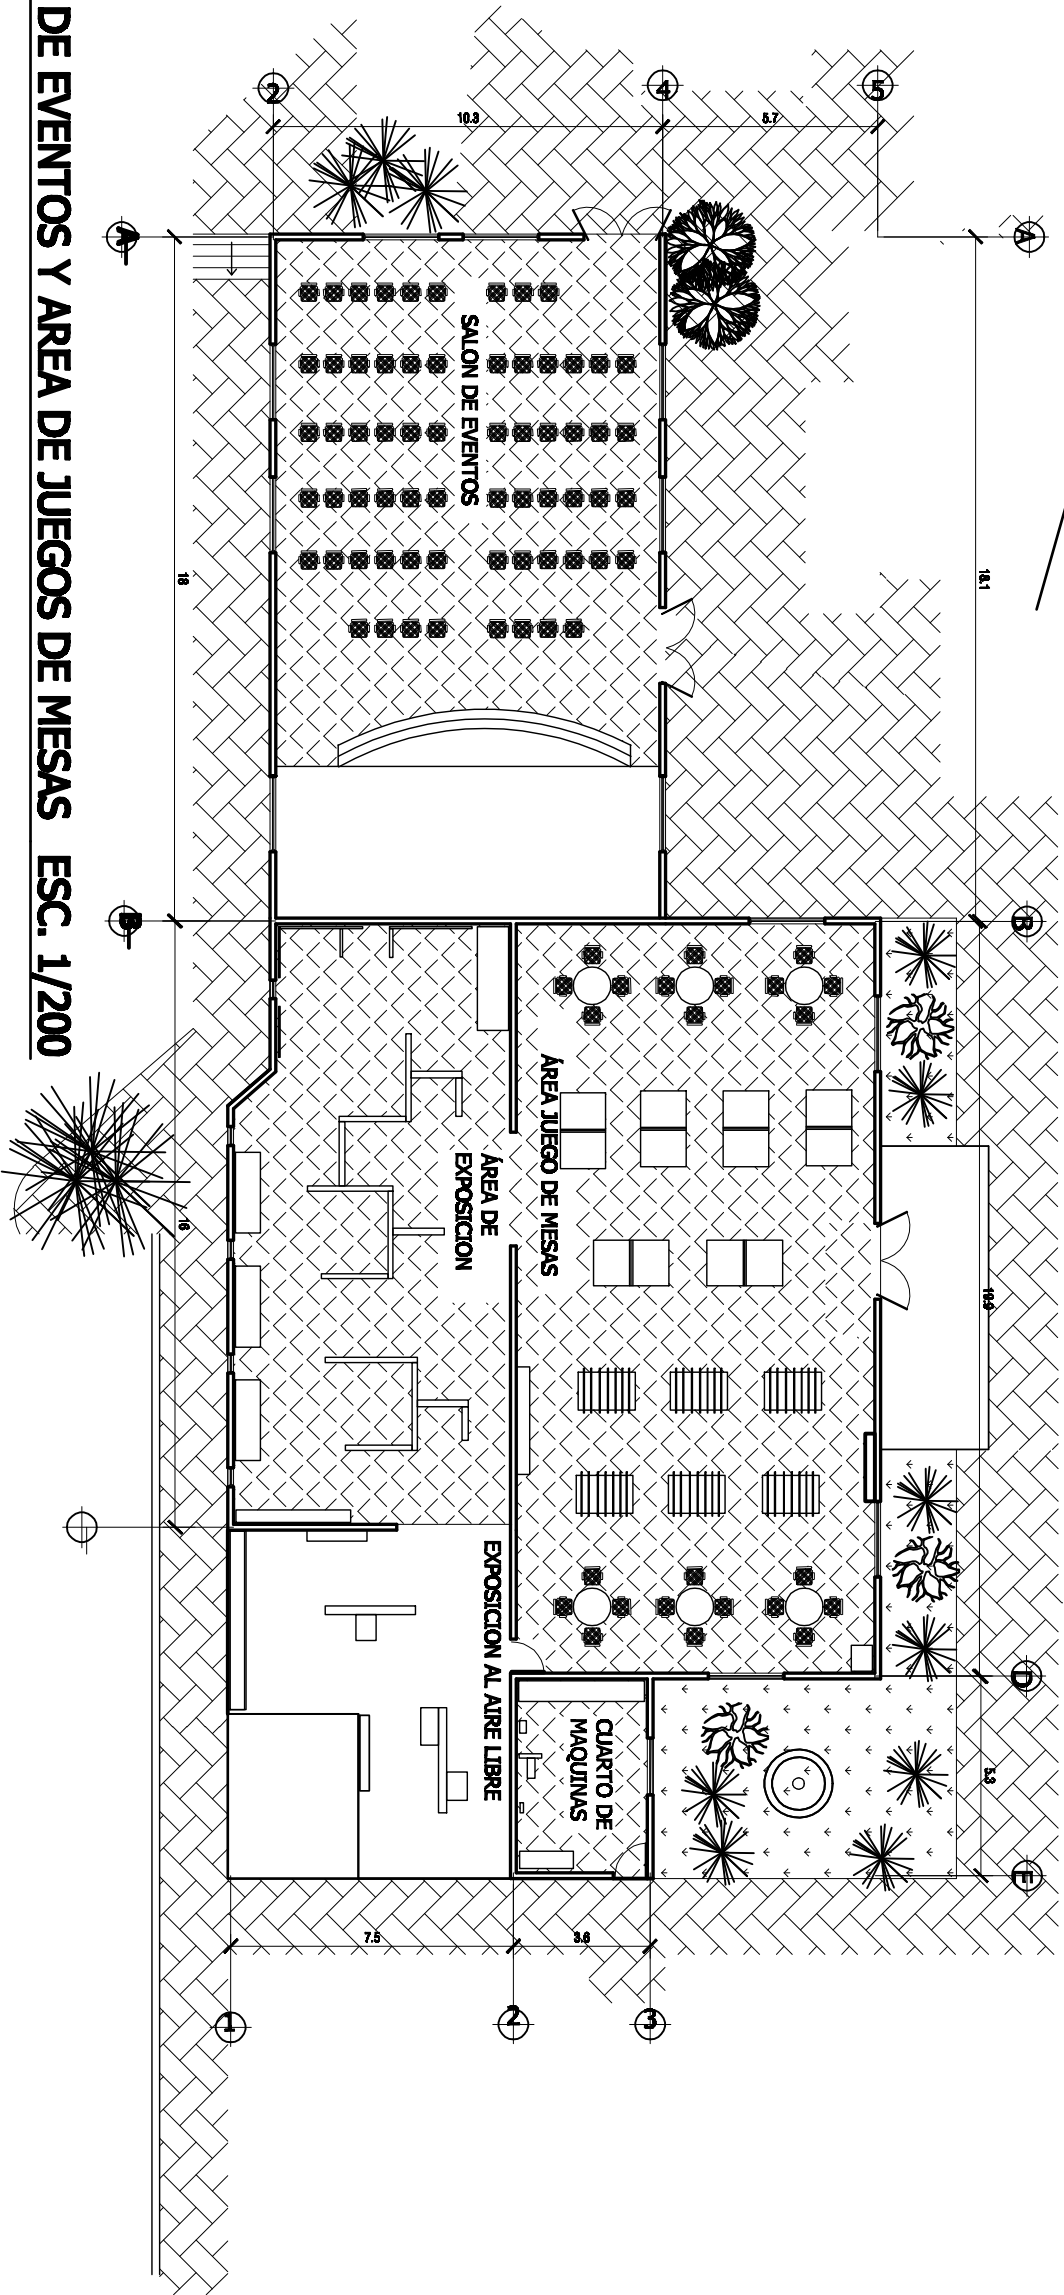 DE EVENTOS Y AREA DE JUEGOS DE MESAS ESC. 1/200
2
4
5
10.3
5.7
A
A
SALON DE EVENTOS
18
18.1
B
B
ÁREA JUEGO DE MESAS
ÁREA DE
EXPOSICION
16
19.9
EXPOSICION AL AIRE LIBRE
CUARTO DE
MAQUINAS
D
5.3
7.5
3.6
1
2
3